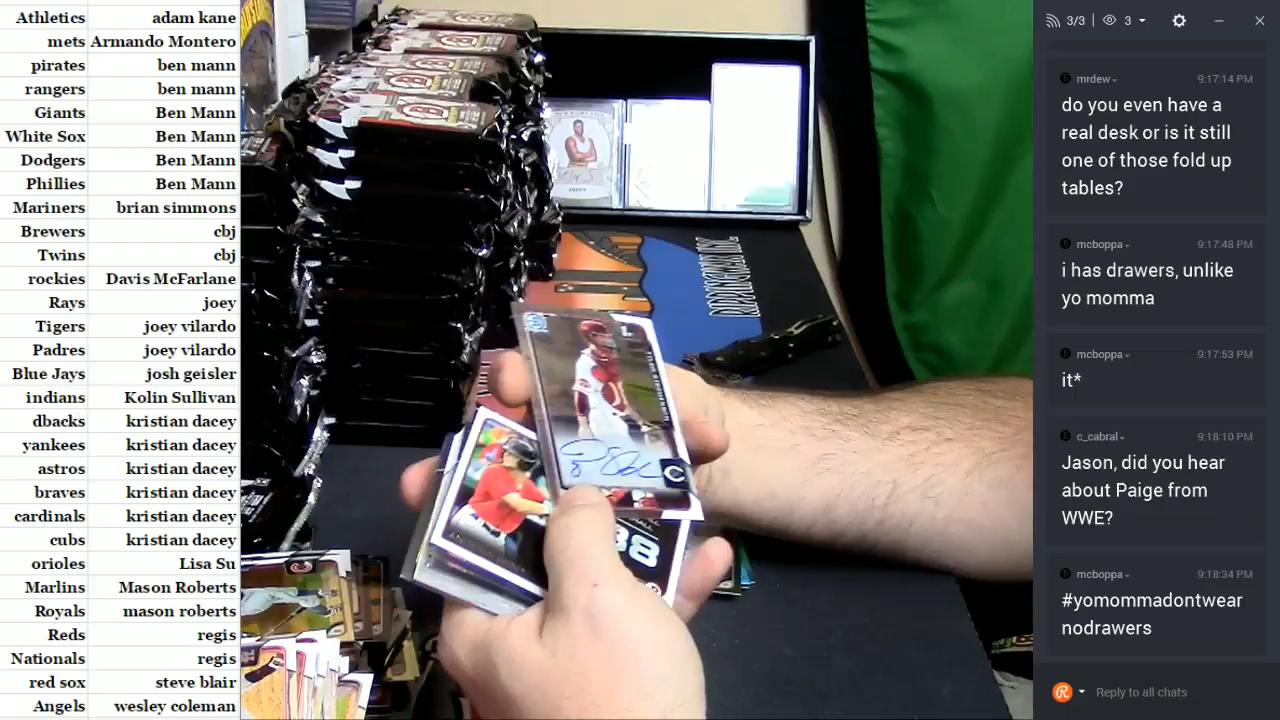 Athletics adam kane
mets Armando Montero
pirates ben mann
rangers ben mann
Giants Ben Mann
White Sox Ben Mann
Dodgers Ben Mann
Phillies Ben Mann
Mariners brian simmons
Brewers cbj
Twins cbj
rockies Davis McFarlane
Rays joey
Tigers joey vilardo
Padres joey vilardo
Blue Jays josh geisler
indians Kolin Sullivan
dbacks kristian dacey
yankees kristian dacey
astros kristian dacey
braves kristian dacey
cardinals kristian dacey
cubs kristian dacey
orioles Lisa Su
Marlins Mason Roberts
Royals mason roberts
Reds regis
Nationals regis
red sox steve blair
Angels wesley coleman
88
C
3/3 3
mrdew 9:17:14 PM
do you even have a
real desk or is it still
one of those fold up
tables?
mcboppa 9:17:48 PM
i has drawers, unlike
yo momma
mcboppa 9:17:53 PM
it*
c_cabral 9:18:10 PM
Jason, did you hear
about Paige from
WWE?
mcboppa 9:18:34 PM
#yomommadontwear
nodrawers
Reply to all chats